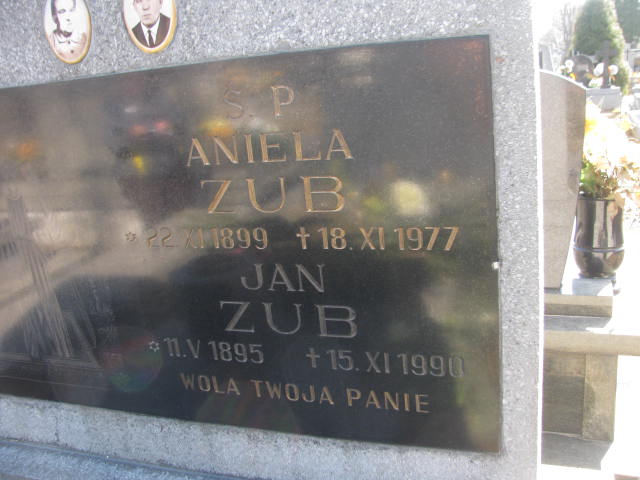 Ś. P.
ANIELA
ZUB
* 22. XI 1899 † 18. XI 1977
JAN
ZUB
* 11. V 1895 † 15. XI 1990
WOLA TWOJA PANIE